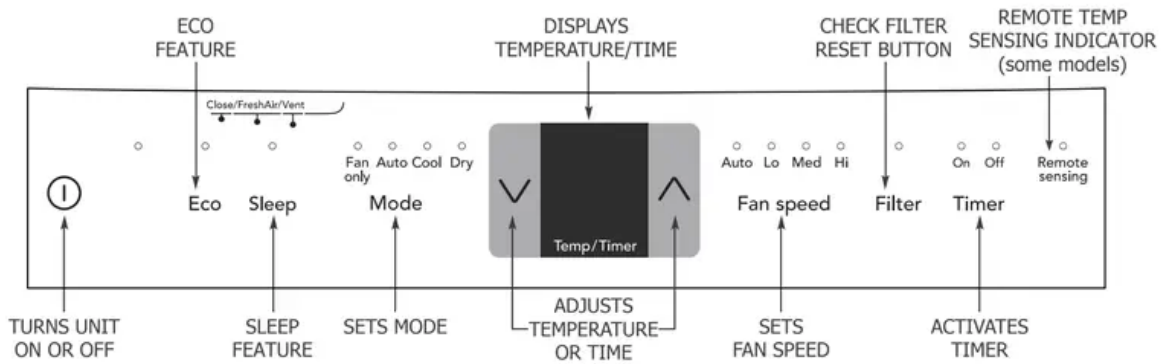 ECO
FEATURE
DISPLAYS
TEMPERATURE/TIME
CHECK FILTER
RESET BUTTON
REMOTE TEMP
SENSING INDICATOR
(some models)
Close/FreshAir/Vent
Fan only
Auto
Cool
Dry
Auto
Lo
Med
Hi
On
Off
Remote
sensing
Eco
Sleep
Mode
Temp/Timer
Fan speed
Filter
Timer
TURNS UNIT
ON OR OFF
SLEEP
FEATURE
SETS MODE
ADJUSTS
TEMPERATURE
OR TIME
SETS
FAN SPEED
ACTIVATES
TIMER